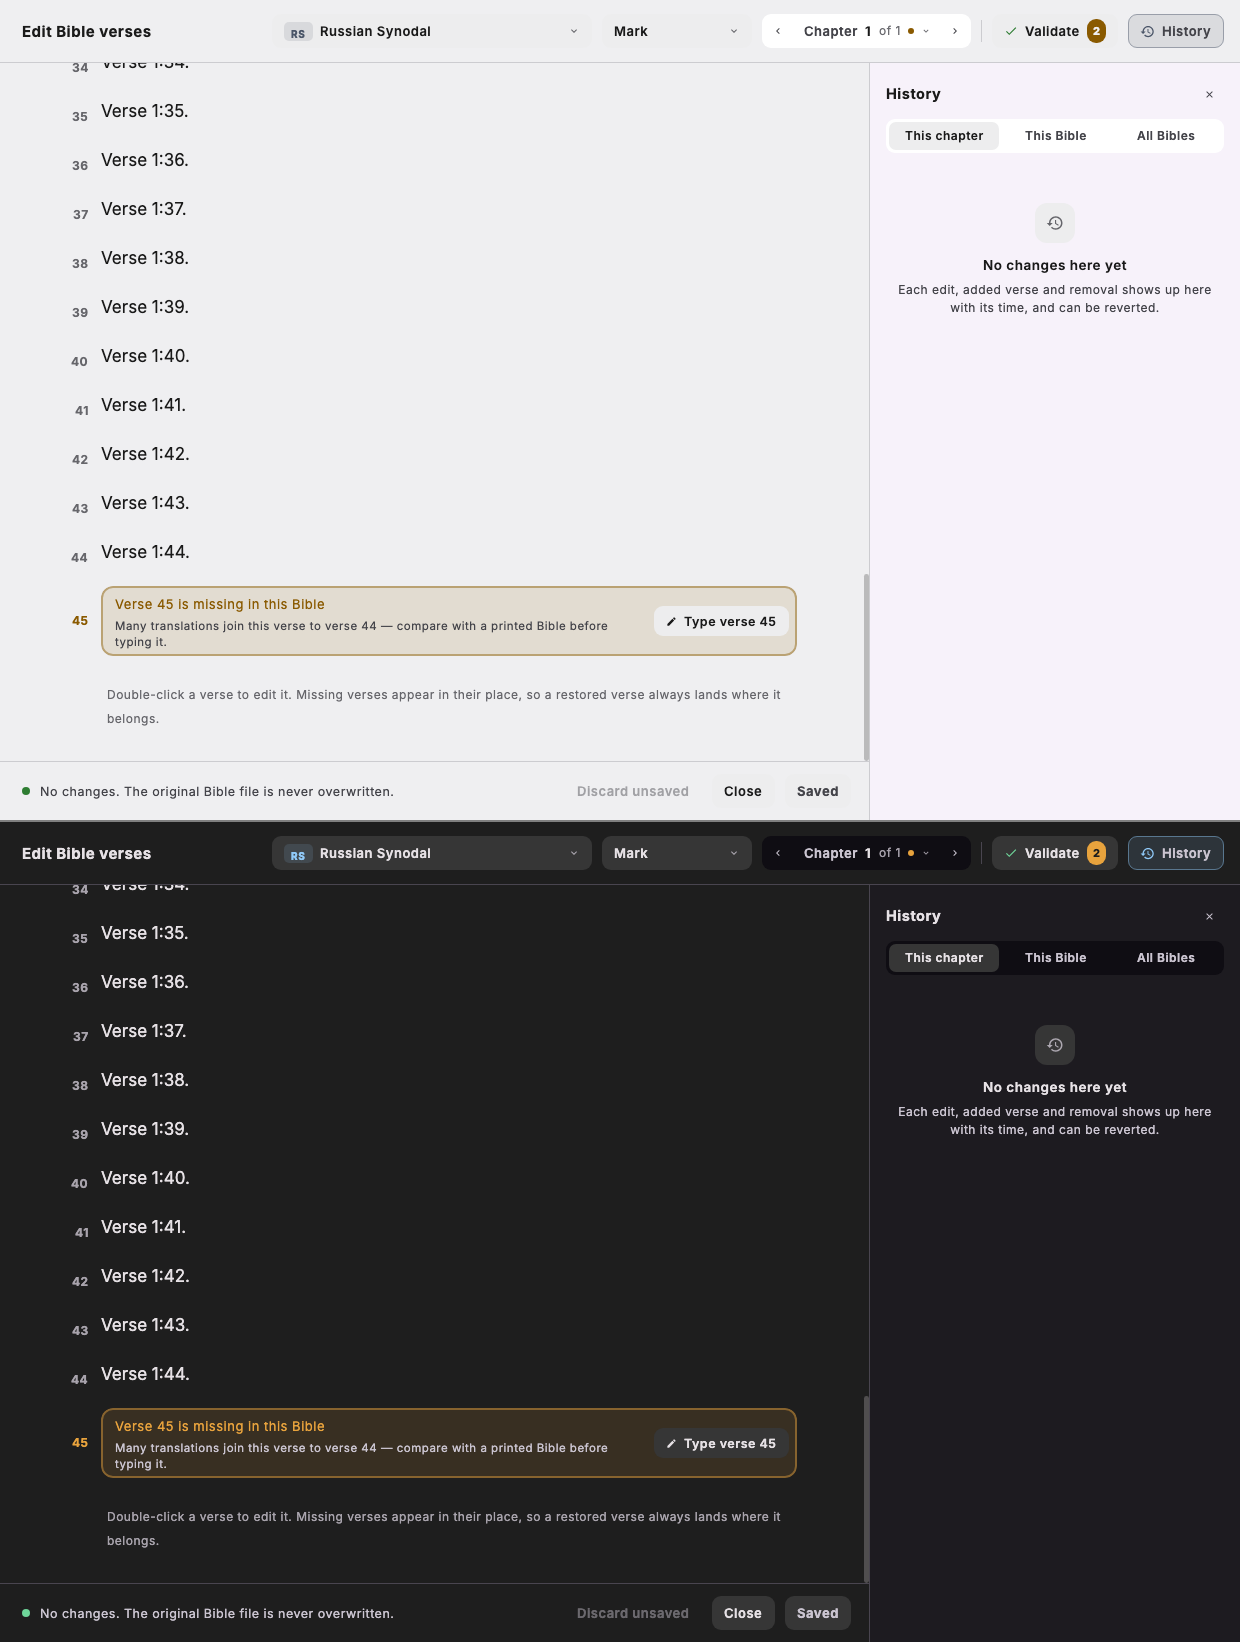 Edit Bible verses
RS Russian Synodal
Mark
Chapter 1 of 1
Validate 2
History
34 Verse 1:34.
35 Verse 1:35.
36 Verse 1:36.
37 Verse 1:37.
38 Verse 1:38.
39 Verse 1:39.
40 Verse 1:40.
41 Verse 1:41.
42 Verse 1:42.
43 Verse 1:43.
44 Verse 1:44.
45 Verse 45 is missing in this Bible
Many translations join this verse to verse 44 — compare with a printed Bible before
typing it.
Type verse 45
Double-click a verse to edit it. Missing verses appear in their place, so a restored verse always lands where it
belongs.
No changes. The original Bible file is never overwritten.
Discard unsaved
Close
Saved
History
This chapter
This Bible
All Bibles
No changes here yet
Each edit, added verse and removal shows up here
with its time, and can be reverted.
Edit Bible verses
RS Russian Synodal
Mark
Chapter 1 of 1
Validate 2
History
34 Verse 1:34.
35 Verse 1:35.
36 Verse 1:36.
37 Verse 1:37.
38 Verse 1:38.
39 Verse 1:39.
40 Verse 1:40.
41 Verse 1:41.
42 Verse 1:42.
43 Verse 1:43.
44 Verse 1:44.
45 Verse 45 is missing in this Bible
Many translations join this verse to verse 44 — compare with a printed Bible before
typing it.
Type verse 45
Double-click a verse to edit it. Missing verses appear in their place, so a restored verse always lands where it
belongs.
No changes. The original Bible file is never overwritten.
Discard unsaved
Close
Saved
History
This chapter
This Bible
All Bibles
No changes here yet
Each edit, added verse and removal shows up here
with its time, and can be reverted.